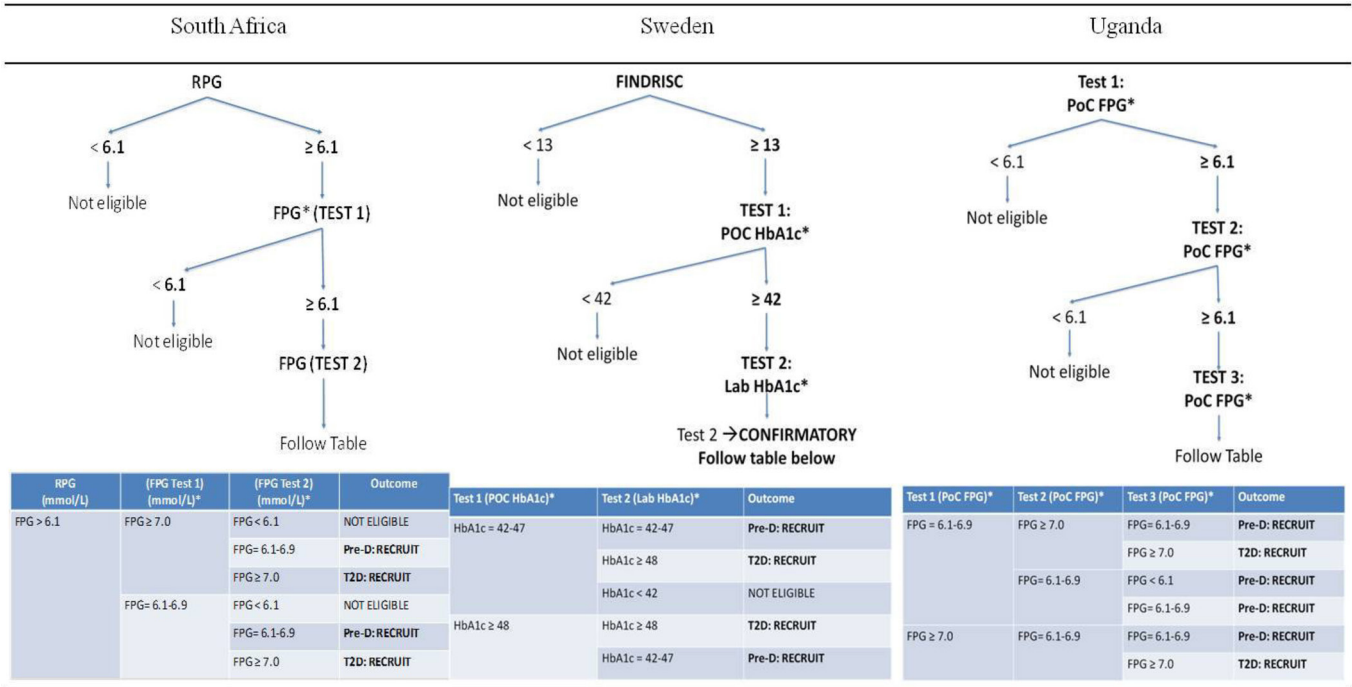 South Africa
Sweden
Uganda
RPG
< 6.1
≥ 6.1
Not eligible
FPG* (TEST 1)
< 6.1
≥ 6.1
Not eligible
FPG (TEST 2)
Follow Table
RPG (FPG Test 1) (FPG Test 2) Outcome
(mmol/L) (mmol/L)* (mmol/L)*
FPG > 6.1 FPG ≥ 7.0 FPG < 6.1 NOT ELIGIBLE
FPG= 6.1-6.9 Pre-D: RECRUIT
FPG ≥ 7.0 T2D: RECRUIT
FPG= 6.1-6.9 FPG < 6.1 NOT ELIGIBLE
FPG= 6.1-6.9 Pre-D: RECRUIT
FPG ≥ 7.0 T2D: RECRUIT
FINDRISC
< 13
≥ 13
Not eligible
TEST 1:
POC HbA1c*
< 42
≥ 42
Not eligible
TEST 2:
Lab HbA1c*
Test 2 →CONFIRMATORY
Follow table below
Test 1 (POC HbA1c)* Test 2 (Lab HbA1c)* Outcome
HbA1c = 42-47 HbA1c = 42-47 Pre-D: RECRUIT
HbA1c ≥ 48 T2D: RECRUIT
HbA1c < 42 NOT ELIGIBLE
HbA1c ≥ 48 HbA1c ≥ 48 T2D: RECRUIT
HbA1c = 42-47 Pre-D: RECRUIT
Test 1:
PoC FPG*
< 6.1
≥ 6.1
Not eligible
TEST 2:
PoC FPG*
< 6.1
≥ 6.1
Not eligible
TEST 3:
PoC FPG*
Follow Table
Test 1 (PoC FPG)* Test 2 (PoC FPG)* Test 3 (PoC FPG)* Outcome
FPG = 6.1-6.9 FPG ≥ 7.0 FPG= 6.1-6.9 Pre-D: RECRUIT
FPG ≥ 7.0 T2D: RECRUIT
FPG= 6.1-6.9 FPG < 6.1 Pre-D: RECRUIT
FPG= 6.1-6.9 Pre-D: RECRUIT
FPG ≥ 7.0 FPG= 6.1-6.9 FPG= 6.1-6.9 Pre-D: RECRUIT
FPG ≥ 7.0 T2D: RECRUIT